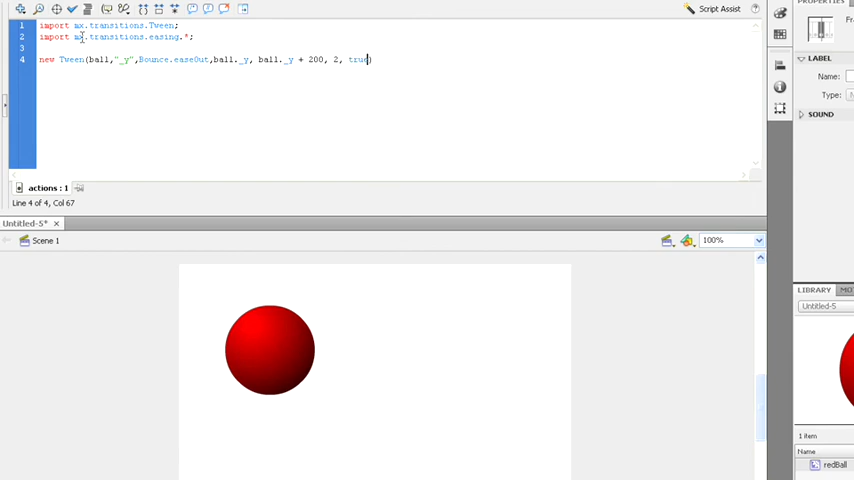 Script Assist
1 import mx.transitions.Tween;
2 import mx.transitions.easing.*;
3
4 new Tween(ball,"_y",Bounce.easeOut,ball._y, ball._y + 200, 2, true)
actions : 1
Line 4 of 4, Col 67
Untitled-5*
Scene 1
100%
LABEL
Name:
Type:
SOUND
LIBRARY
Untitled-5
1 item
Name
redBall